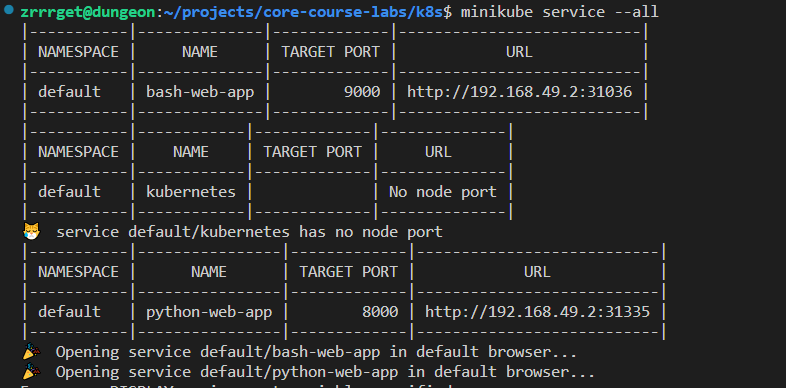 zrrrget@dungeon:~/projects/core-course-labs/k8s$ minikube service --all
|-----------|--------------|-------------|---------------------------|
| NAMESPACE |     NAME     | TARGET PORT |            URL            |
|-----------|--------------|-------------|---------------------------|
| default   | bash-web-app |        9000 | http://192.168.49.2:31036 |
|-----------|--------------|-------------|---------------------------|
|-----------|------------|-------------|--------------|
| NAMESPACE |    NAME    | TARGET PORT |     URL      |
|-----------|------------|-------------|--------------|
| default   | kubernetes |             | No node port |
|-----------|------------|-------------|--------------|
😿  service default/kubernetes has no node port
|-----------|----------------|-------------|---------------------------|
| NAMESPACE |      NAME      | TARGET PORT |            URL            |
|-----------|----------------|-------------|---------------------------|
| default   | python-web-app |        8000 | http://192.168.49.2:31335 |
|-----------|----------------|-------------|---------------------------|
🎉  Opening service default/bash-web-app in default browser...
🎉  Opening service default/python-web-app in default browser...